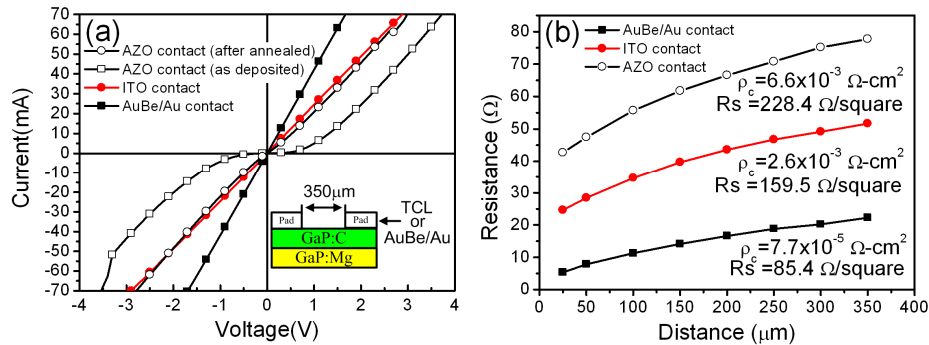 (a)
AZO contact (after annealed)
AZO contact (as deposited)
ITO contact
AuBe/Au contact
Current(mA)
70
60
50
40
30
20
10
0
-10
-20
-30
-40
-50
-60
-70
350μm
Pad
Pad
TCL
or
AuBe/Au
GaP:C
GaP:Mg
-4 -3 -2 -1 0 1 2 3 4
Voltage(V)
(b)
AuBe/Au contact
ITO contact
AZO contact
ρc=6.6x10⁻³ Ω-cm²
Rs=228.4 Ω/square
ρc=2.6x10⁻³ Ω-cm²
Rs=159.5 Ω/square
ρc=7.7x10⁻⁵ Ω-cm²
Rs=85.4 Ω/square
Resistance (Ω)
80
60
40
20
0
0 50 100 150 200 250 300 350 400
Distance (μm)